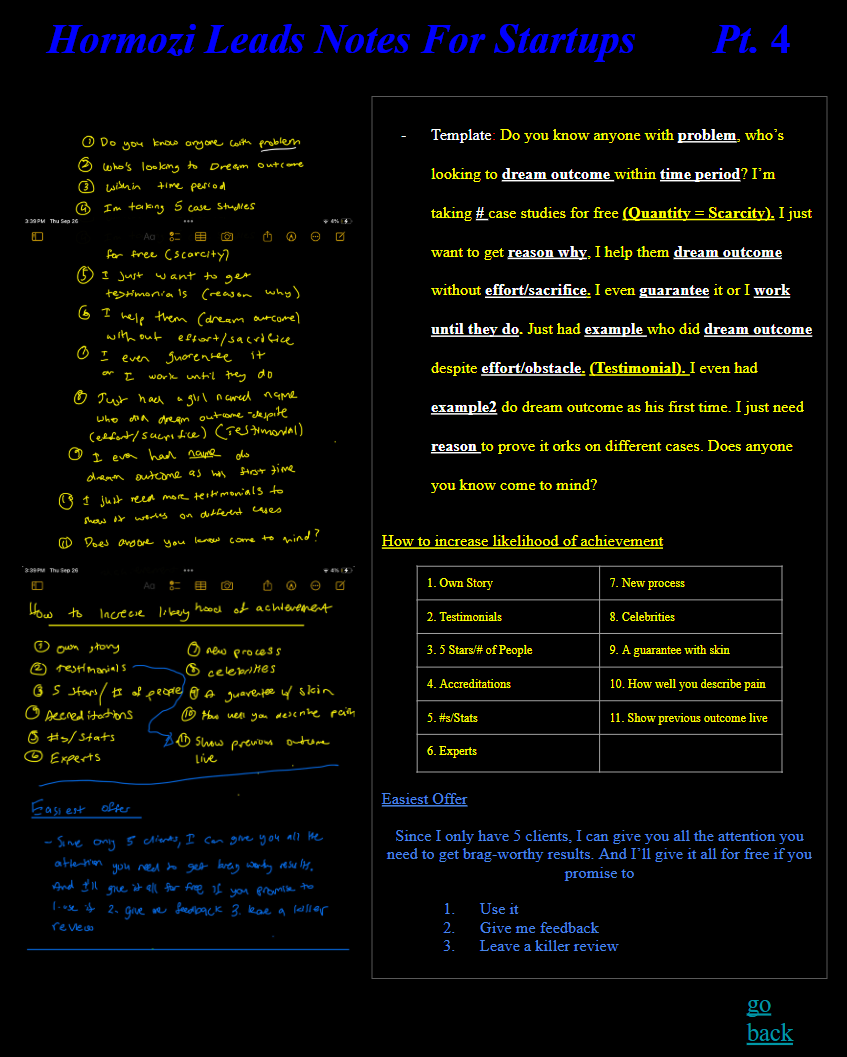 Hormozi Leads Notes For Startups Pt. 4
① Do you know anyone with problem
② who's looking to Dream outcome
③ within time period
④ Im taking 5 case studies
3:39 PM Thu Sep 26
4%
Aa
for free (scarcity)
⑤ I just want to get
testimonials (reason why)
⑥ I help them (dream outcome)
without effort/sacrifice
⑦ I even guarentee it
or I work until they do
⑧ Just had a girl named name
who did dream outcome despite
(effort/sacrifice) (Testimonial)
⑨ I even had name do
dream outcome as his first time
⑩ I just need more testimonials to
show it works on different cases
⑪ Does anyone you know come to mind?
3:39 PM Thu Sep 26
4%
Aa
How to Increase likely hood of achievement
① own story
② testimonials
③ 5 stars/# of people
④ Accreditations
⑤ #s/stats
⑥ Experts
⑦ New process
⑧ celebrities
⑨ A guarantee w/ skin
⑩ How well you describe pain
⑪ Show previous outcome
live
Easiest offer
- Since only 5 clients, I can give you all the
attention you need to get brag worthy results.
And I'll give it all for free if you promise to
1. use it 2. give me feedback 3. leave a killer
review
- Template: Do you know anyone with problem, who's
looking to dream outcome within time period? I'm
taking # case studies for free (Quantity = Scarcity). I just
want to get reason why, I help them dream outcome
without effort/sacrifice. I even guarantee it or I work
until they do. Just had example who did dream outcome
despite effort/obstacle. (Testimonial). I even had
example2 do dream outcome as his first time. I just need
reason to prove it orks on different cases. Does anyone
you know come to mind?
How to increase likelihood of achievement
1. Own Story 7. New process
2. Testimonials 8. Celebrities
3. 5 Stars/# of People 9. A guarantee with skin
4. Accreditations 10. How well you describe pain
5. #s/Stats 11. Show previous outcome live
6. Experts
Easiest Offer
Since I only have 5 clients, I can give you all the attention you
need to get brag-worthy results. And I'll give it all for free if you
promise to
1. Use it
2. Give me feedback
3. Leave a killer review
go
back